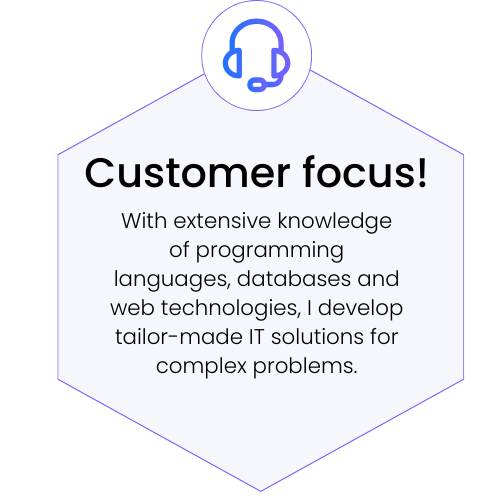 Customer focus!
With extensive knowledge
of programming
languages, databases and
web technologies, I develop
tailor-made IT solutions for
complex problems.